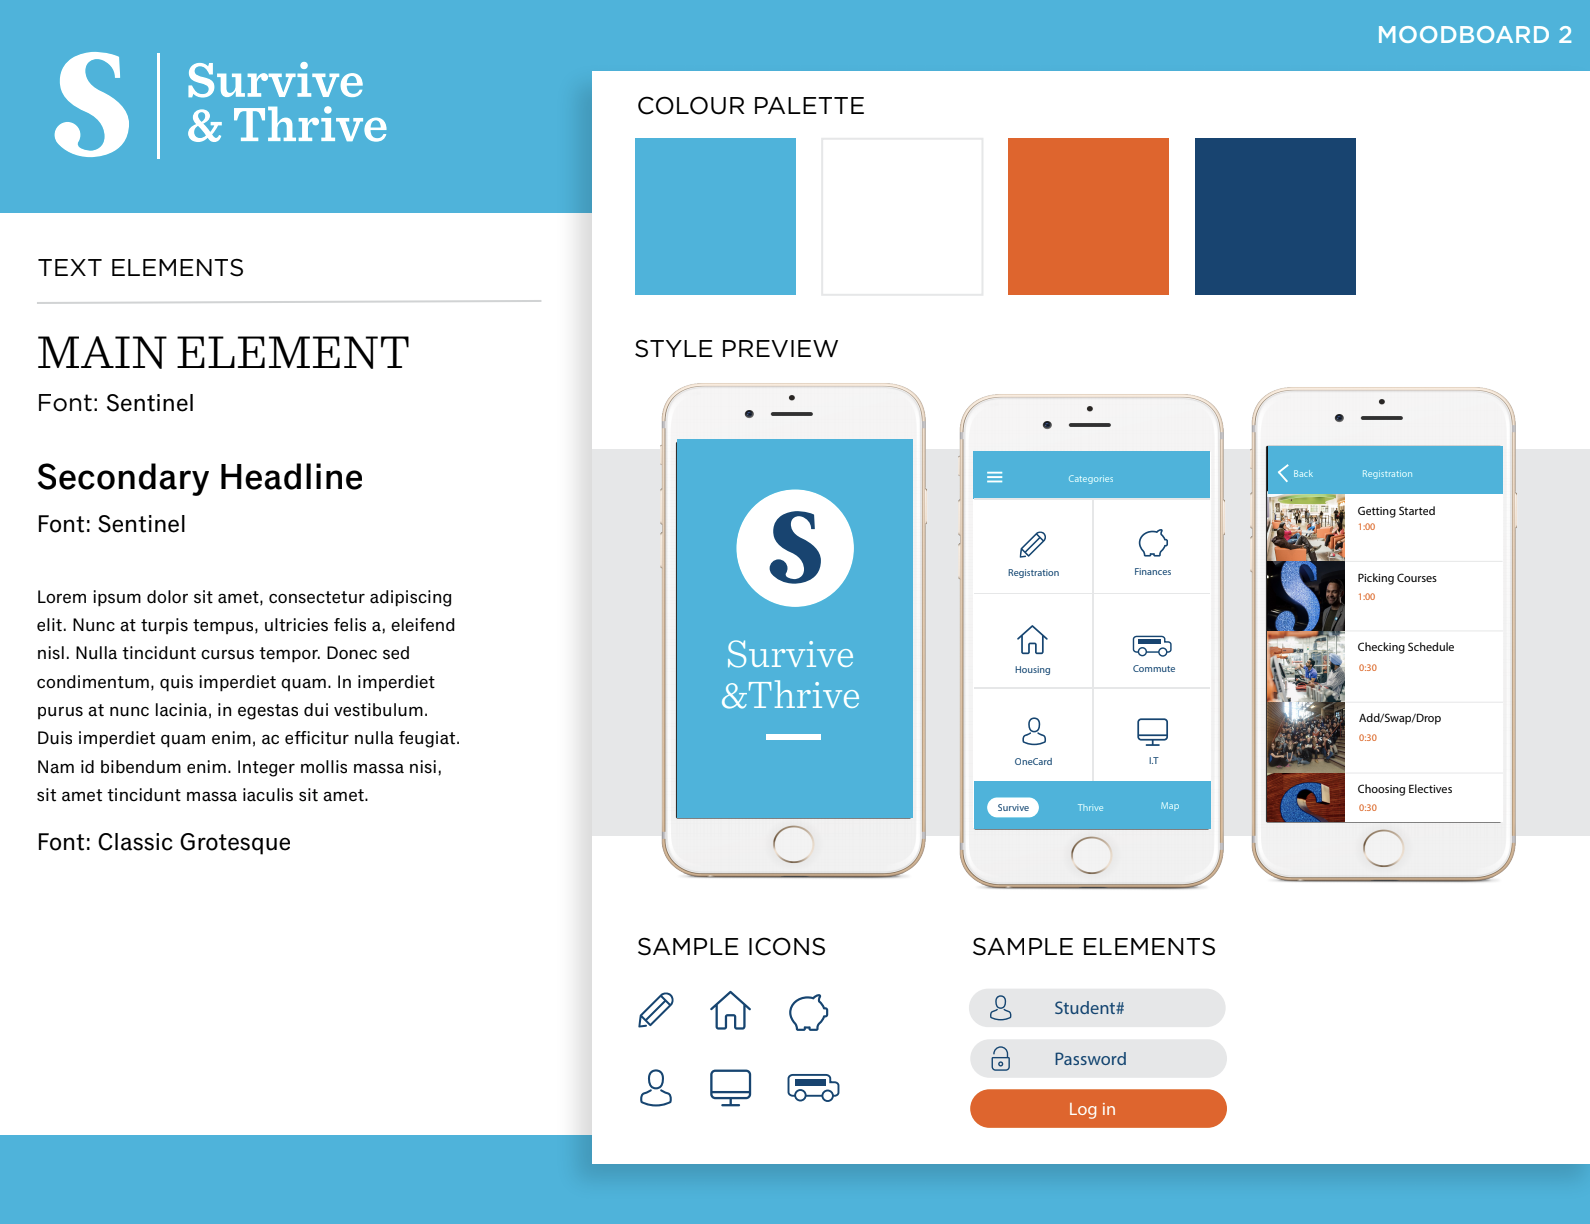 MOODBOARD 2
S
Survive
& Thrive
TEXT ELEMENTS
MAIN ELEMENT
Font: Sentinel
Secondary Headline
Font: Sentinel
Lorem ipsum dolor sit amet, consectetur adipiscing
elit. Nunc at turpis tempus, ultricies felis a, eleifend
nisl. Nulla tincidunt cursus tempor. Donec sed
condimentum, quis imperdiet quam. In imperdiet
purus at nunc lacinia, in egestas dui vestibulum.
Duis imperdiet quam enim, ac efficitur nulla feugiat.
Nam id bibendum enim. Integer mollis massa nisi,
sit amet tincidunt massa iaculis sit amet.
Font: Classic Grotesque
COLOUR PALETTE
STYLE PREVIEW
S
Survive
&Thrive
Categories
Registration
Finances
Housing
Commute
OneCard
I.T
Survive
Thrive
Map
Back
Registration
Getting Started
1:00
S
Picking Courses
1:00
Checking Schedule
0:30
Add/Swap/Drop
0:30
Choosing Electives
0:30
SAMPLE ICONS
SAMPLE ELEMENTS
Student#
Password
Log in